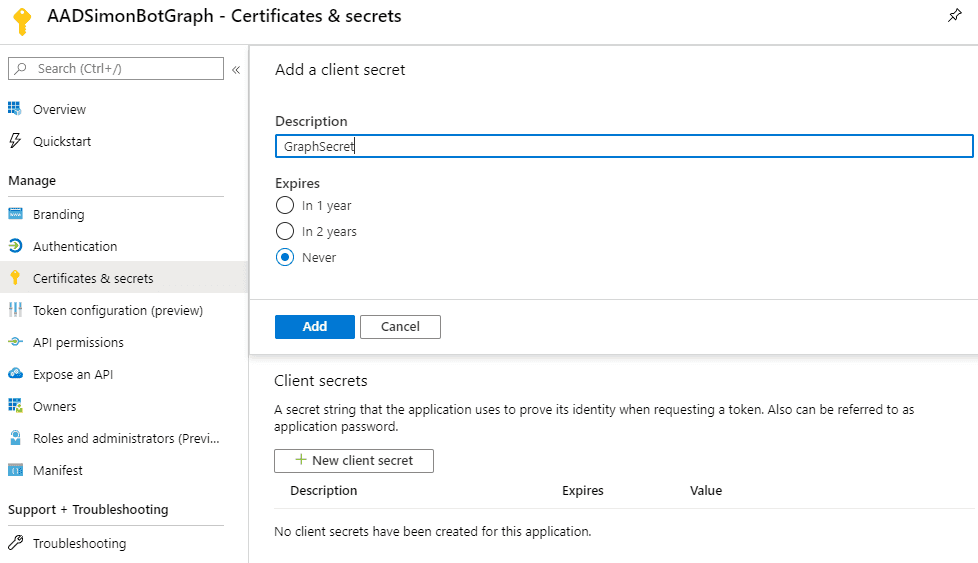 AADSimonBotGraph - Certificates & secrets
Search (Ctrl+/)
«
Overview
Quickstart
Manage
Branding
Authentication
Certificates & secrets
Token configuration (preview)
API permissions
Expose an API
Owners
Roles and administrators (Previ...
Manifest
Support + Troubleshooting
Troubleshooting
Add a client secret
Description
GraphSecret
Expires
In 1 year
In 2 years
Never
Add
Cancel
Client secrets
A secret string that the application uses to prove its identity when requesting a token. Also can be referred to as
application password.
+ New client secret
Description Expires Value
No client secrets have been created for this application.